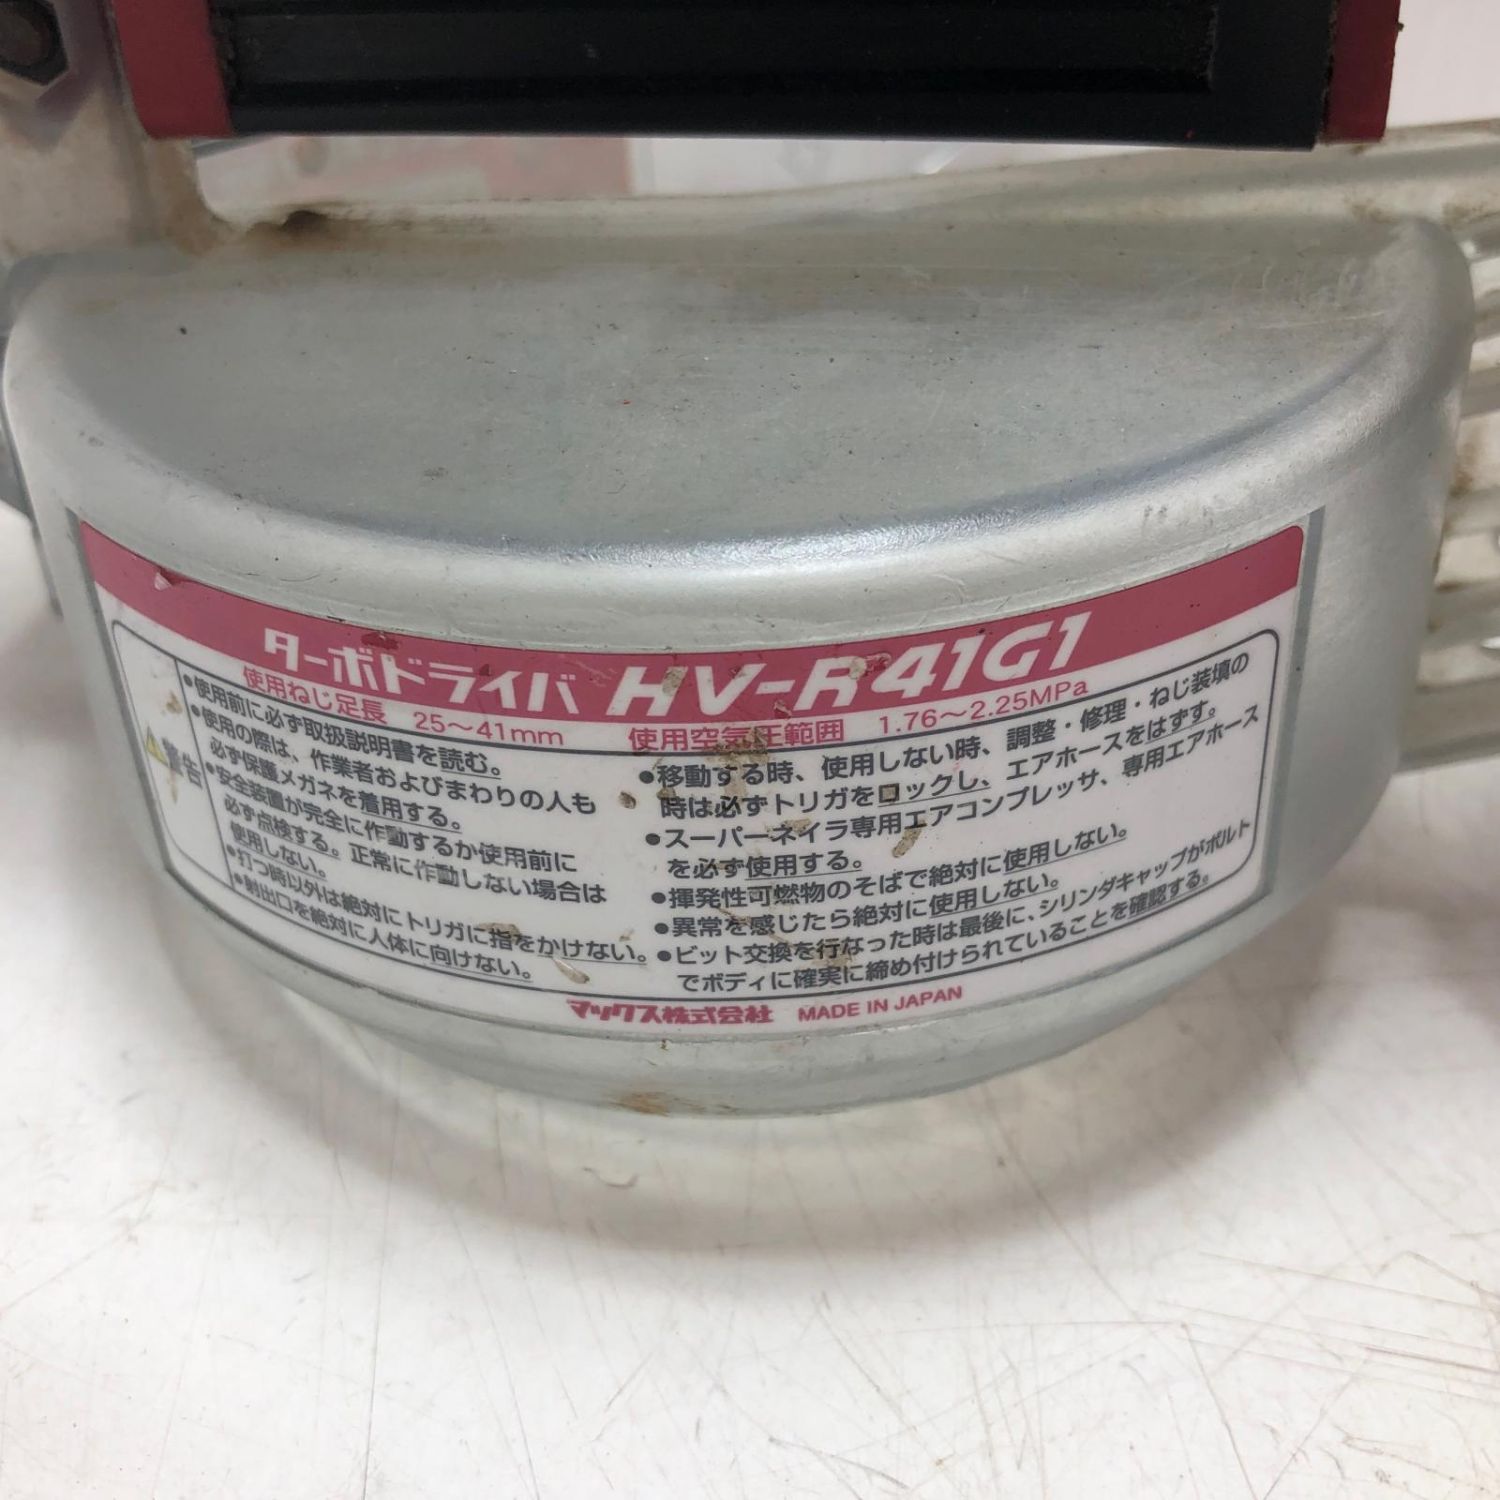 ターボドライバ HV-R41G1
使用ねじ足長 25～41mm 使用空気圧範囲 1.76～2.25MPa
警告
●使用前に必ず取扱説明書を読む。
●使用の際は、作業者およびまわりの人も
必ず保護メガネを着用する。
●安全装置が完全に作動するか使用前に
必ず点検する。正常に作動しない場合は
使用しない。
●打つ時以外は絶対にトリガに指をかけない。
●射出口を絶対に人体に向けない。
●移動する時、使用しない時、調整・修理・ねじ装填の
時は必ずトリガをロックし、エアホースをはずす。
●スーパーネイラ専用エアコンプレッサ、専用エアホース
を必ず使用する。
●揮発性可燃物のそばで絶対に使用しない。
●異常を感じたら絶対に使用しない。
●ビット交換を行なった時は最後に、シリンダキャップがボルト
でボディに確実に締め付けられていることを確認する。
マックス株式会社 MADE IN JAPAN